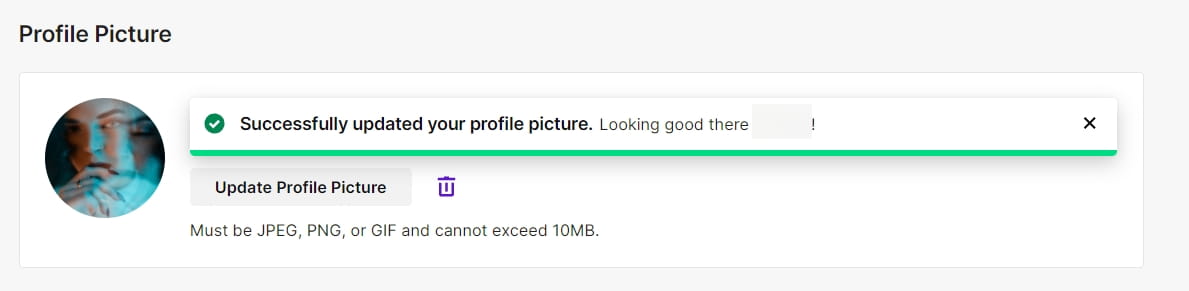 Profile Picture
Successfully updated your profile picture. Looking good there !
Update Profile Picture
Must be JPEG, PNG, or GIF and cannot exceed 10MB.